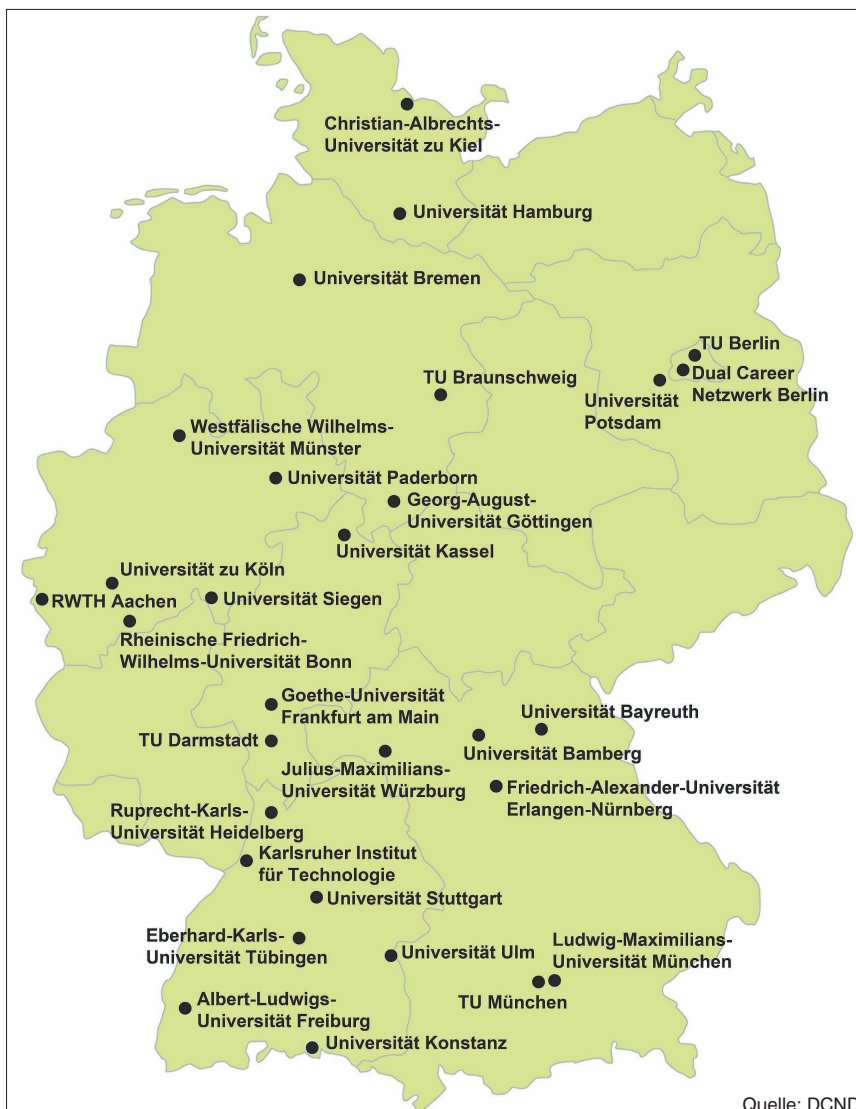 Christian-Albrechts-
Universität zu Kiel
Universität Hamburg
Universität Bremen
TU Berlin
Dual Career
Netzwerk Berlin
Universität
Potsdam
TU Braunschweig
Westfälische Wilhelms-
Universität Münster
Universität Paderborn
Georg-August-
Universität Göttingen
Universität Kassel
Universität zu Köln
RWTH Aachen
Universität Siegen
Rheinische Friedrich-
Wilhelms-Universität Bonn
Goethe-Universität
Frankfurt am Main
TU Darmstadt
Universität Bayreuth
Universität Bamberg
Julius-Maximilians-
Universität Würzburg
Friedrich-Alexander-Universität
Erlangen-Nürnberg
Ruprecht-Karls-
Universität Heidelberg
Karlsruher Institut
für Technologie
Universität Stuttgart
Eberhard-Karls-
Universität Tübingen
Universität Ulm
Ludwig-Maximilians-
Universität München
TU München
Albert-Ludwigs-
Universität Freiburg
Universität Konstanz
Quelle: DCND